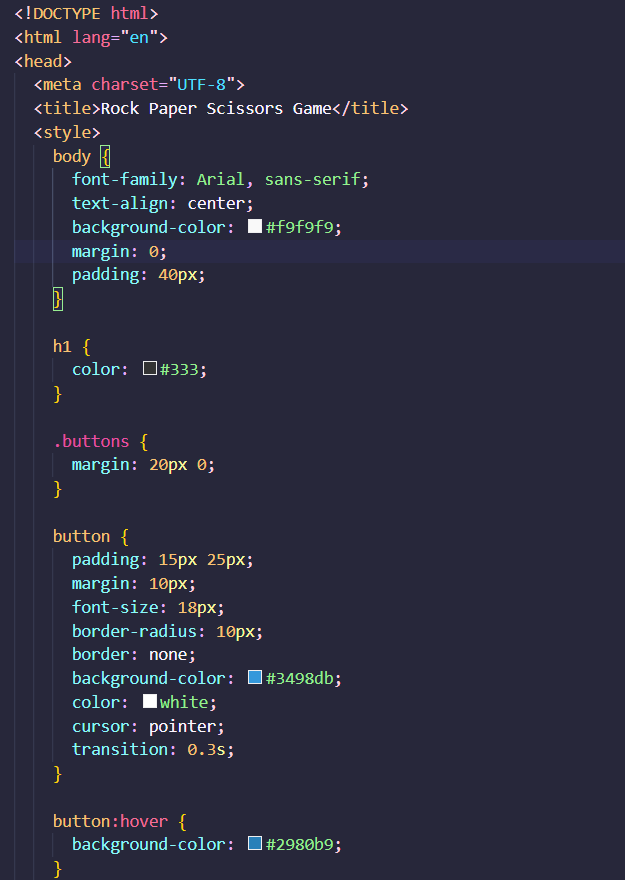 <!DOCTYPE html>
<html lang="en">
<head>
  <meta charset="UTF-8">
  <title>Rock Paper Scissors Game</title>
  <style>
    body {
      font-family: Arial, sans-serif;
      text-align: center;
      background-color: #f9f9f9;
      margin: 0;
      padding: 40px;
    }

    h1 {
      color: #333;
    }

    .buttons {
      margin: 20px 0;
    }

    button {
      padding: 15px 25px;
      margin: 10px;
      font-size: 18px;
      border-radius: 10px;
      border: none;
      background-color: #3498db;
      color: white;
      cursor: pointer;
      transition: 0.3s;
    }

    button:hover {
      background-color: #2980b9;
    }